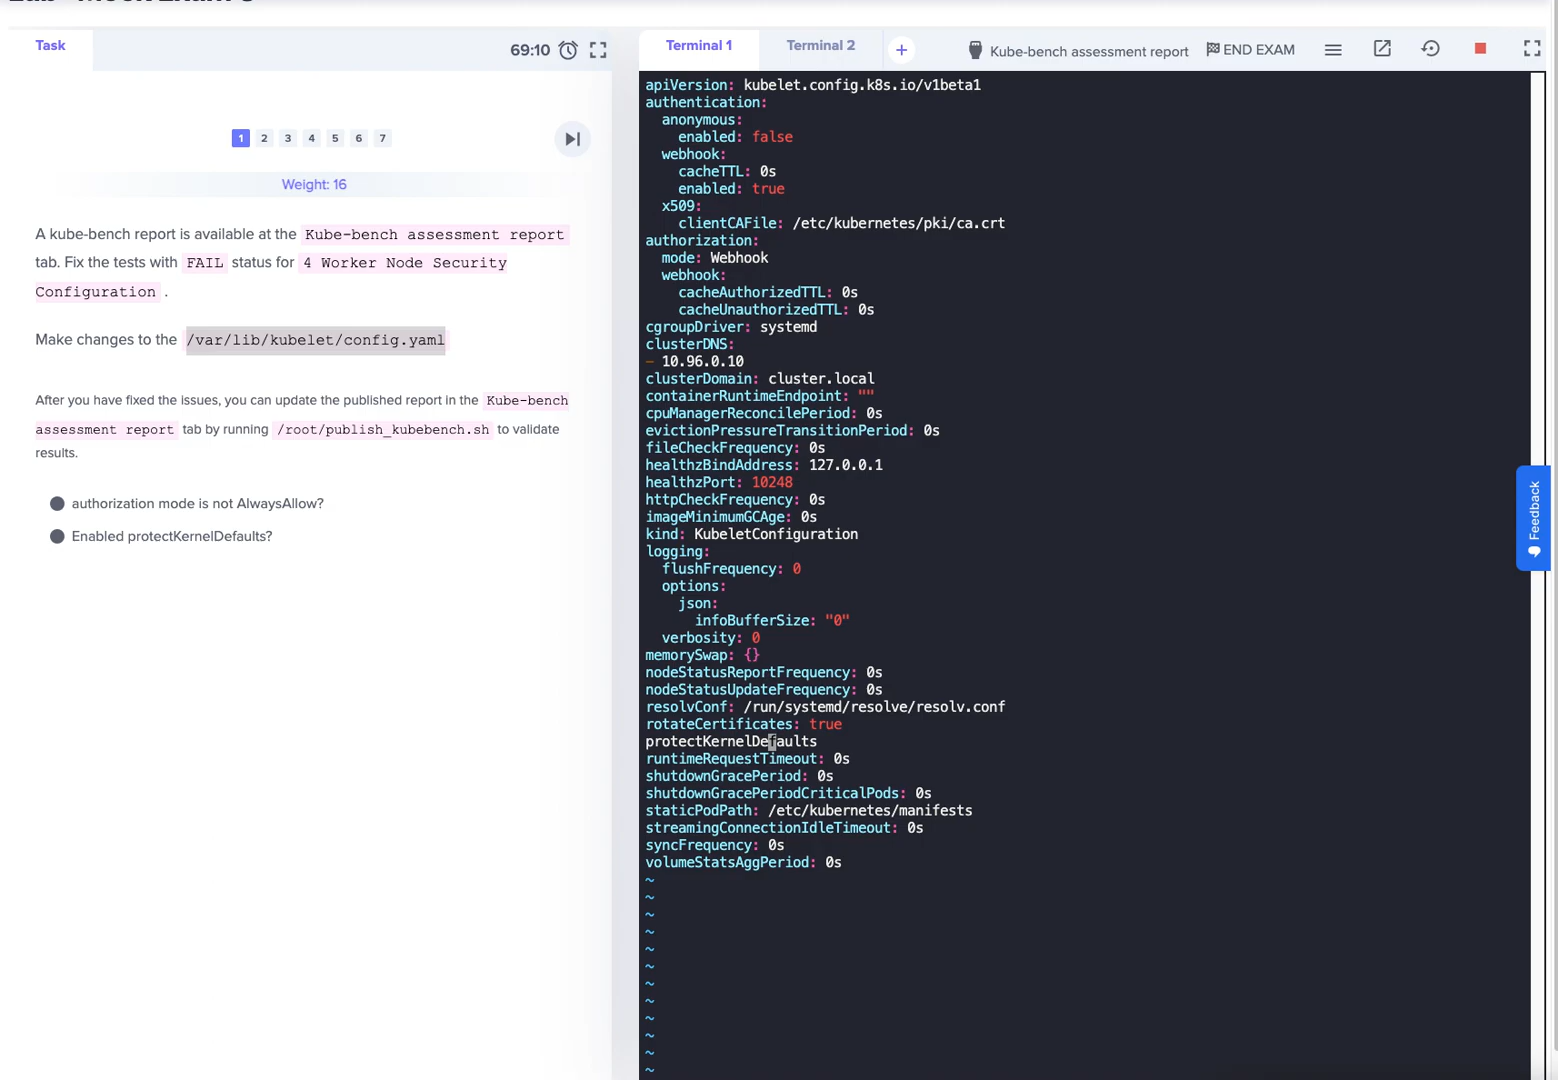 Task
69:10
Terminal 1
Terminal 2
+
Kube-bench assessment report
END EXAM
1 2 3 4 5 6 7
Weight: 16
A kube-bench report is available at the Kube-bench assessment report
tab. Fix the tests with FAIL status for 4 Worker Node Security
Configuration .
Make changes to the /var/lib/kubelet/config.yaml
After you have fixed the issues, you can update the published report in the Kube-bench
assessment report tab by running /root/publish_kubebench.sh to validate
results.
authorization mode is not AlwaysAllow?
Enabled protectKernelDefaults?
apiVersion: kubelet.config.k8s.io/v1beta1
authentication:
  anonymous:
    enabled: false
  webhook:
    cacheTTL: 0s
    enabled: true
  x509:
    clientCAFile: /etc/kubernetes/pki/ca.crt
authorization:
  mode: Webhook
  webhook:
    cacheAuthorizedTTL: 0s
    cacheUnauthorizedTTL: 0s
cgroupDriver: systemd
clusterDNS:
- 10.96.0.10
clusterDomain: cluster.local
containerRuntimeEndpoint: ""
cpuManagerReconcilePeriod: 0s
evictionPressureTransitionPeriod: 0s
fileCheckFrequency: 0s
healthzBindAddress: 127.0.0.1
healthzPort: 10248
httpCheckFrequency: 0s
imageMinimumGCAge: 0s
kind: KubeletConfiguration
logging:
  flushFrequency: 0
  options:
    json:
      infoBufferSize: "0"
  verbosity: 0
memorySwap: {}
nodeStatusReportFrequency: 0s
nodeStatusUpdateFrequency: 0s
resolvConf: /run/systemd/resolve/resolv.conf
rotateCertificates: true
protectKernelDefaults
runtimeRequestTimeout: 0s
shutdownGracePeriod: 0s
shutdownGracePeriodCriticalPods: 0s
staticPodPath: /etc/kubernetes/manifests
streamingConnectionIdleTimeout: 0s
syncFrequency: 0s
volumeStatsAggPeriod: 0s
~
~
~
~
~
~
~
~
~
~
~
~
Feedback